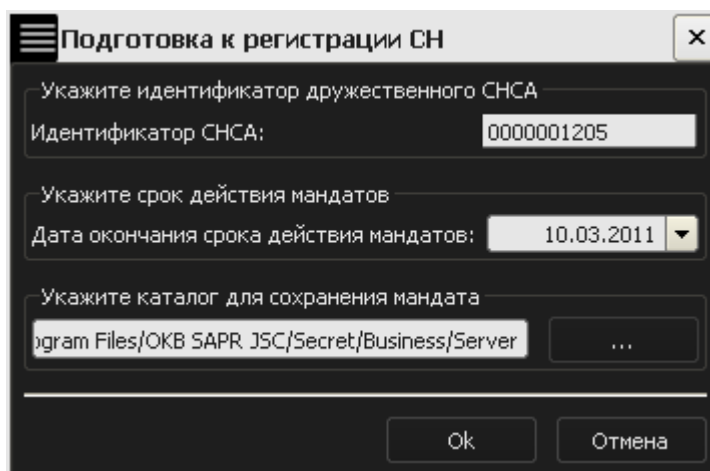 Подготовка к регистрации СН
Укажите идентификатор дружественного СНСА
Идентификатор СНСА: 0000001205
Укажите срок действия мандатов
Дата окончания срока действия мандатов: 10.03.2011
Укажите каталог для сохранения мандата
ogram Files/OKB SAPR JSC/Secret/Business/Server ...
Ok Отмена